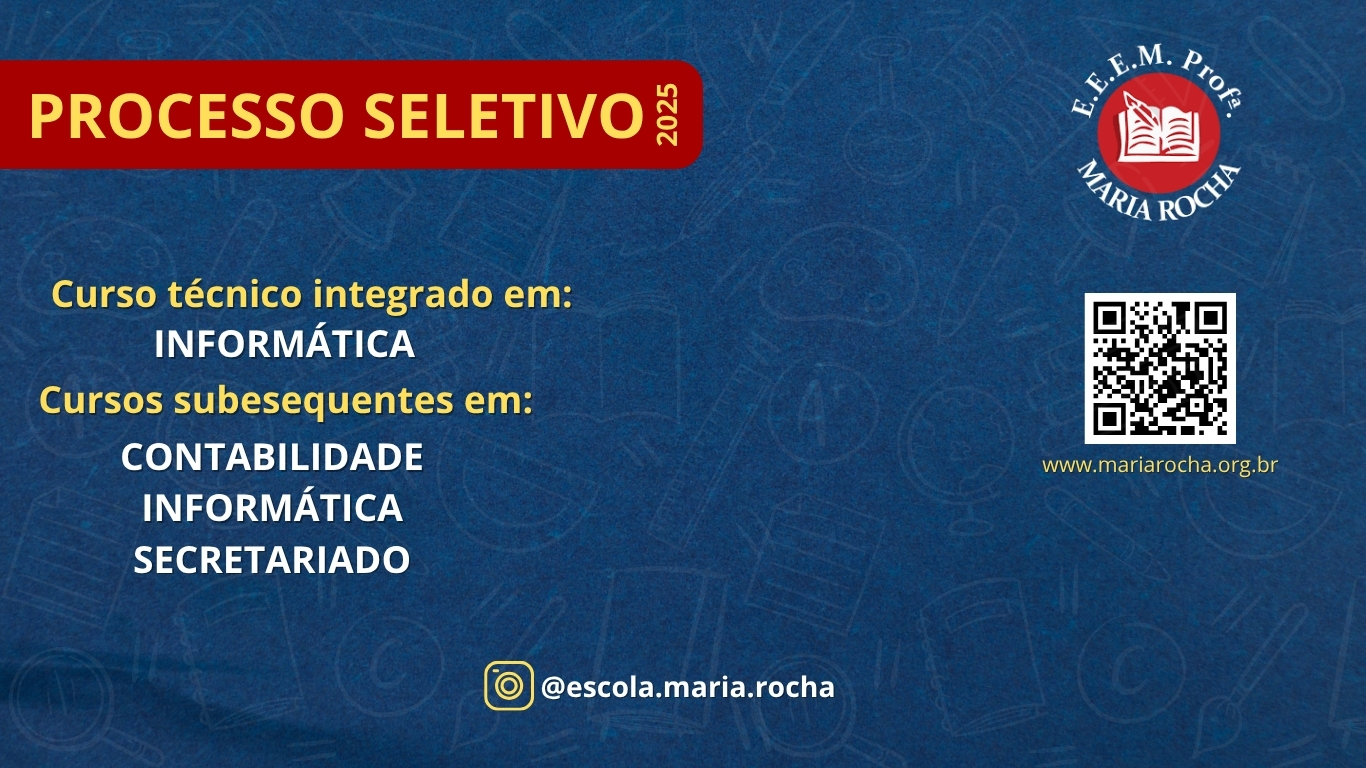 PROCESSO SELETIVO 2025
E.E.E.M. Profª.
MARIA ROCHA
Curso técnico integrado em:
INFORMÁTICA
Cursos subesequentes em:
CONTABILIDADE
INFORMÁTICA
SECRETARIADO
www.mariarocha.org.br
@escola.maria.rocha